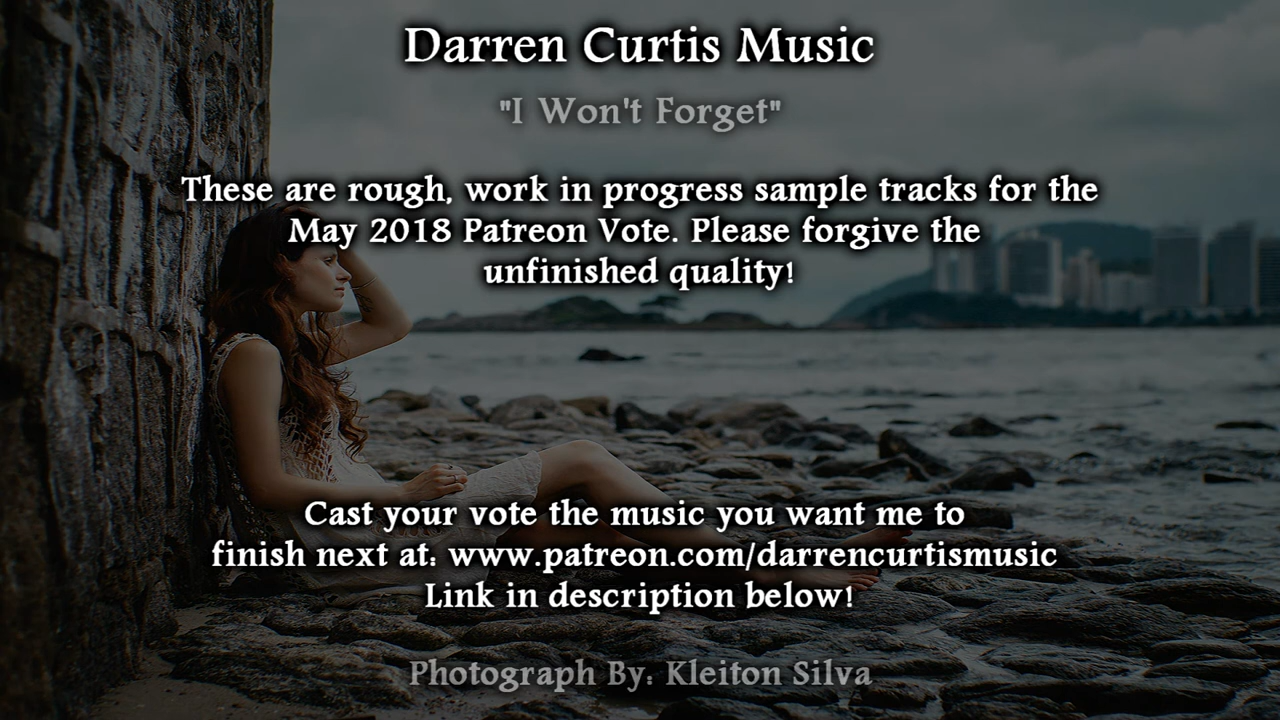 Darren Curtis Music
"I Won't Forget"
These are rough, work in progress sample tracks for the
May 2018 Patreon Vote. Please forgive the
unfinished quality!
Cast your vote the music you want me to
finish next at: www.patreon.com/darrencurtismusic
Link in description below!
Photograph By: Kleiton Silva